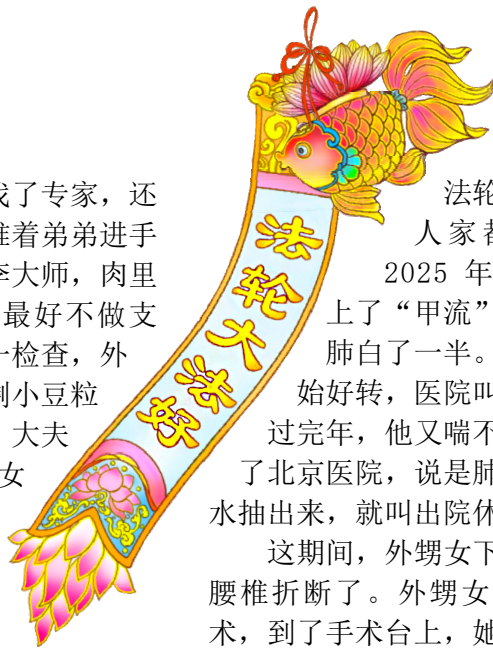 找了专家，还
推着弟弟进手
李大师，肉里
最好不做支
一检查，外
剩小豆粒
大夫
女
法轮大法好
法轮
人家都
2025 年
上了“甲流”
肺白了一半。
始好转，医院叫
过完年，他又喘不
了北京医院，说是肺
水抽出来，就叫出院休
这期间，外甥女下
腰椎折断了。外甥女
术，到了手术台上，她